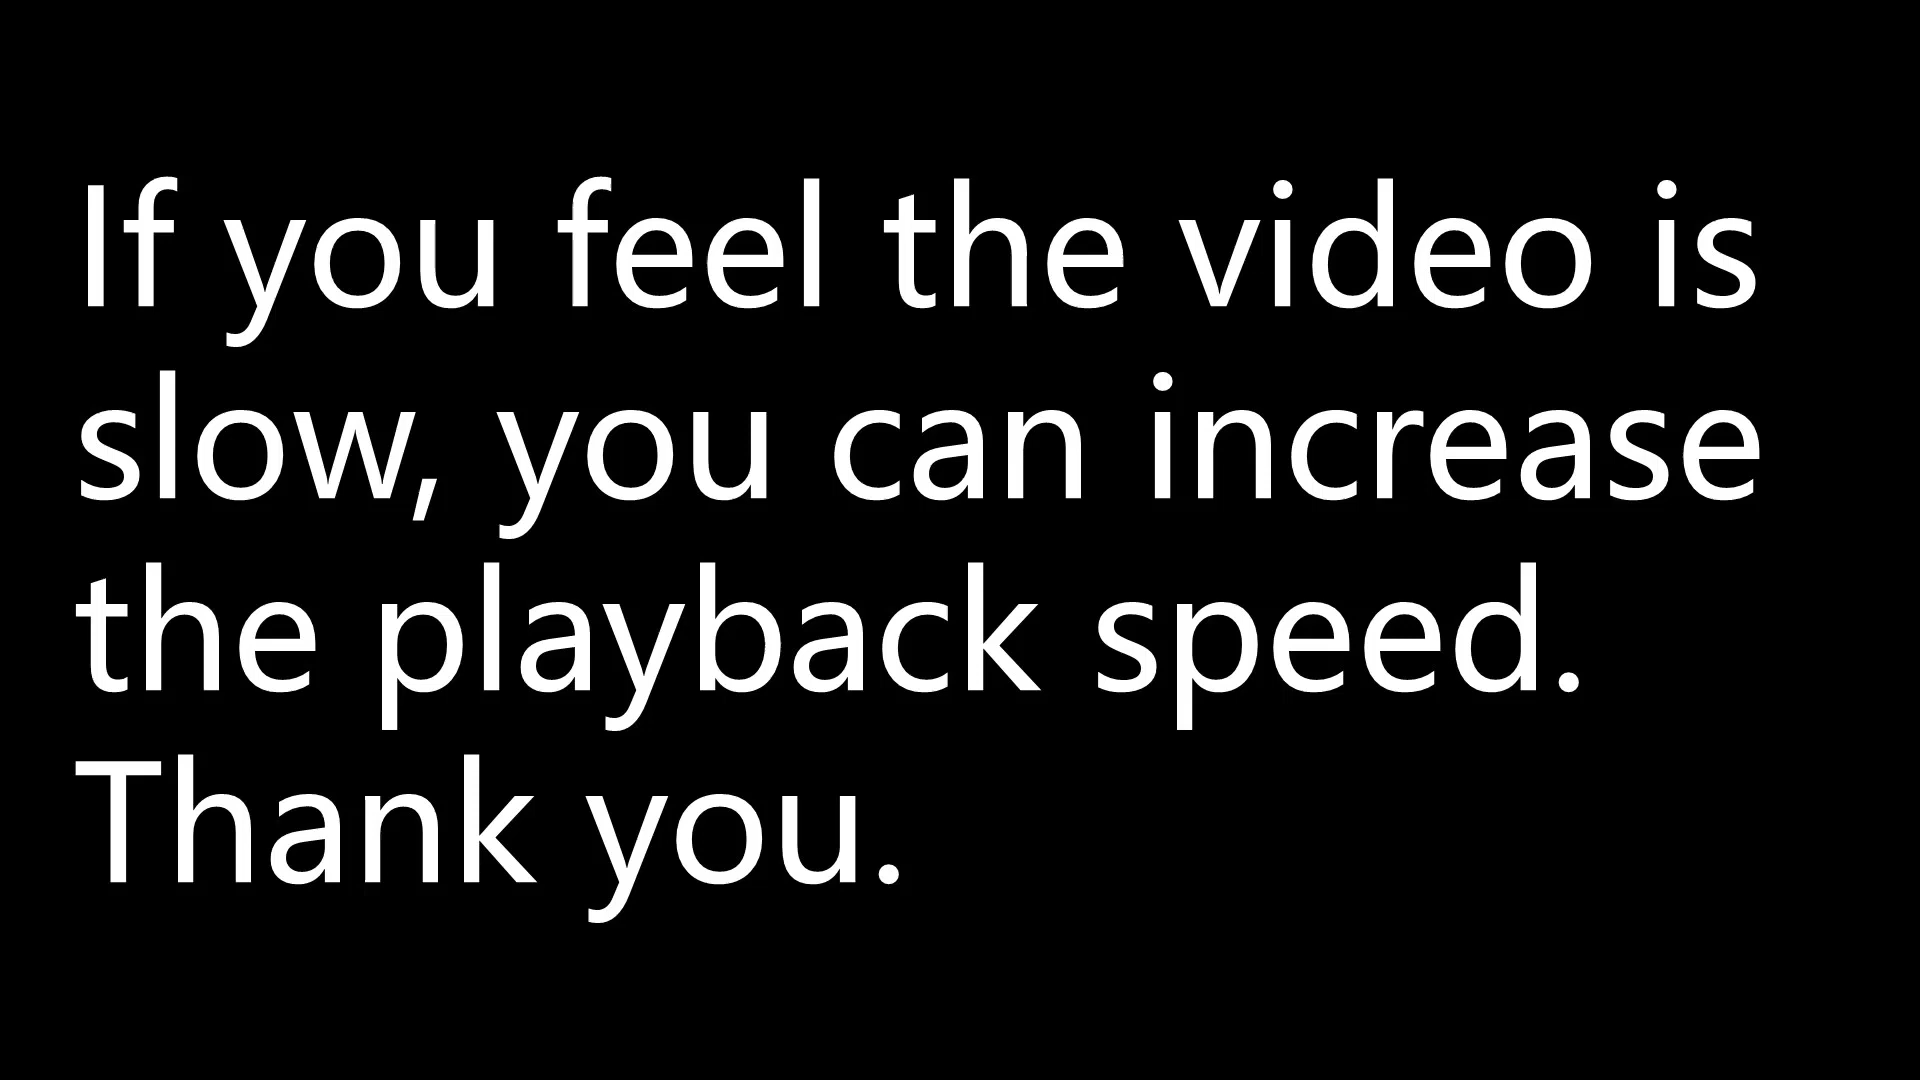 If you feel the video is
slow, you can increase
the playback speed.
Thank you.